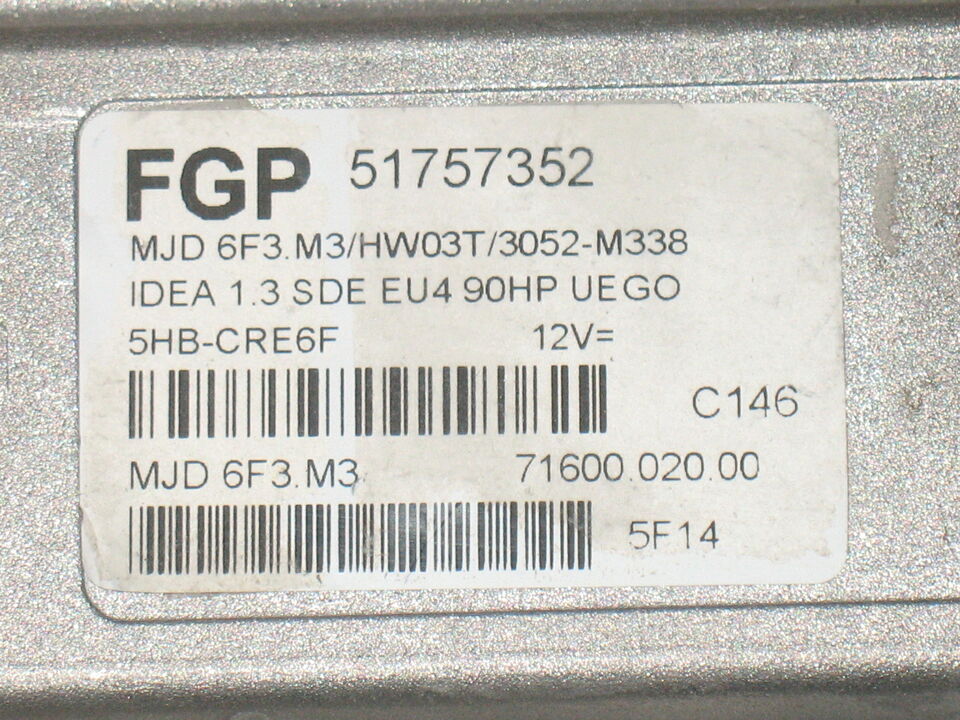 FGP 51757352
MJD 6F3.M3/HW03T/3052-M338
IDEA 1.3 SDE EU4 90HP UEGO
5HB-CRE6F 12V=
C146
MJD 6F3.M3 71600.020.00
5F14